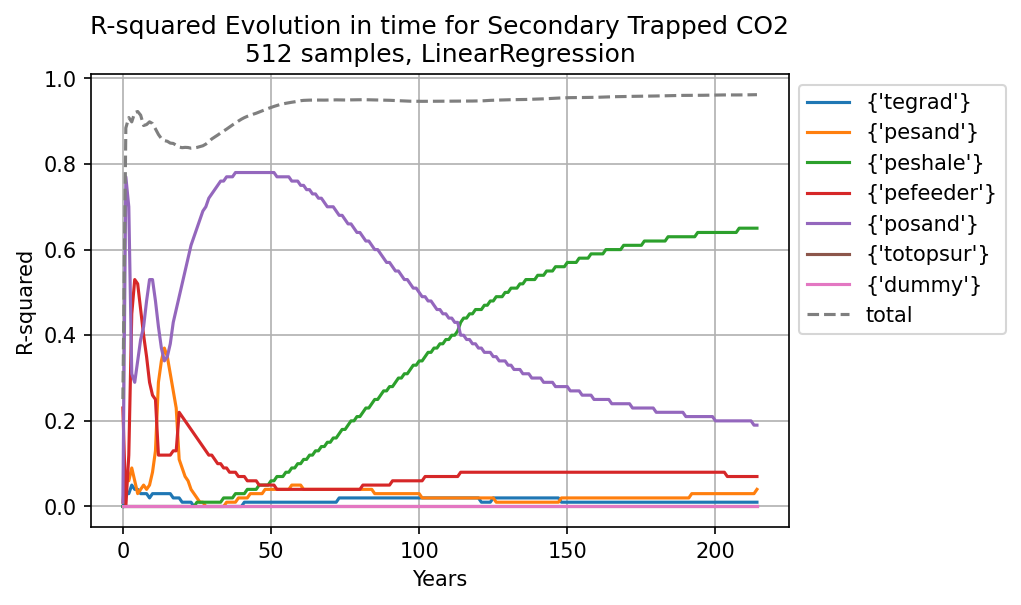 R-squared Evolution in time for Secondary Trapped CO2
512 samples, LinearRegression
1.0
0.8
0.6
0.4
0.2
0.0
R-squared
0 50 100 150 200
Years
{'tegrad'}
{'pesand'}
{'peshale'}
{'pefeeder'}
{'posand'}
{'totopsur'}
{'dummy'}
total